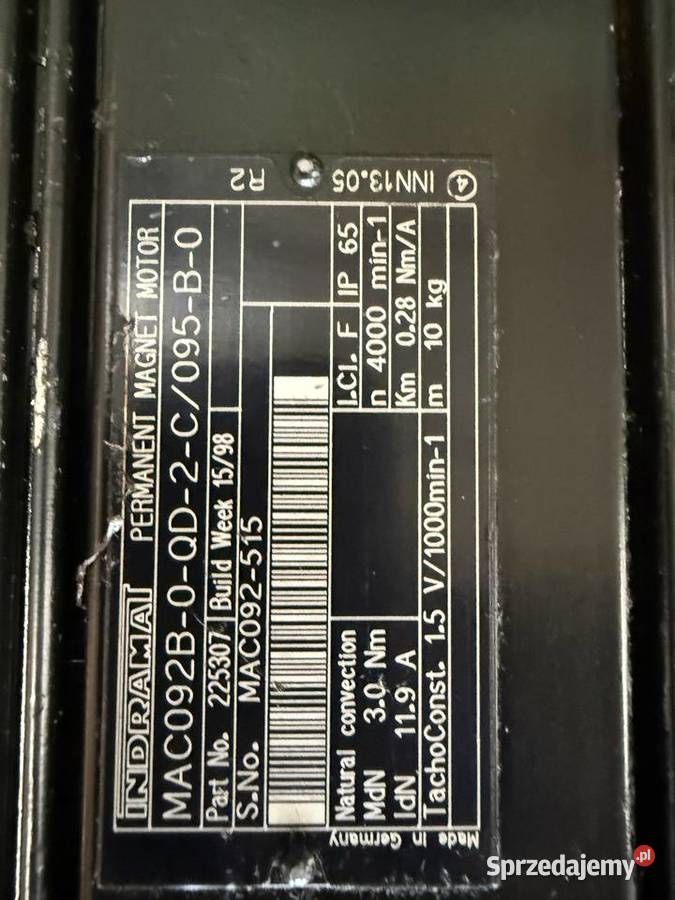 INDRAMAT PERMANENT MAGNET MOTOR
MAC092B-0-QD-2-C/095-B-0
Part No. 225307 Build Week 15/98
S.No. MAC092-515
Natural convection
MdN 3.0 Nm
IdN 11.9 A
TachoConst. 1.5 V/1000min-1
I.Cl. F IP 65
n 4000 min-1
Km 0.28 Nm/A
m 10 kg
Made in Germany
4 INN13.05 R2
Sprzedajemy.pl